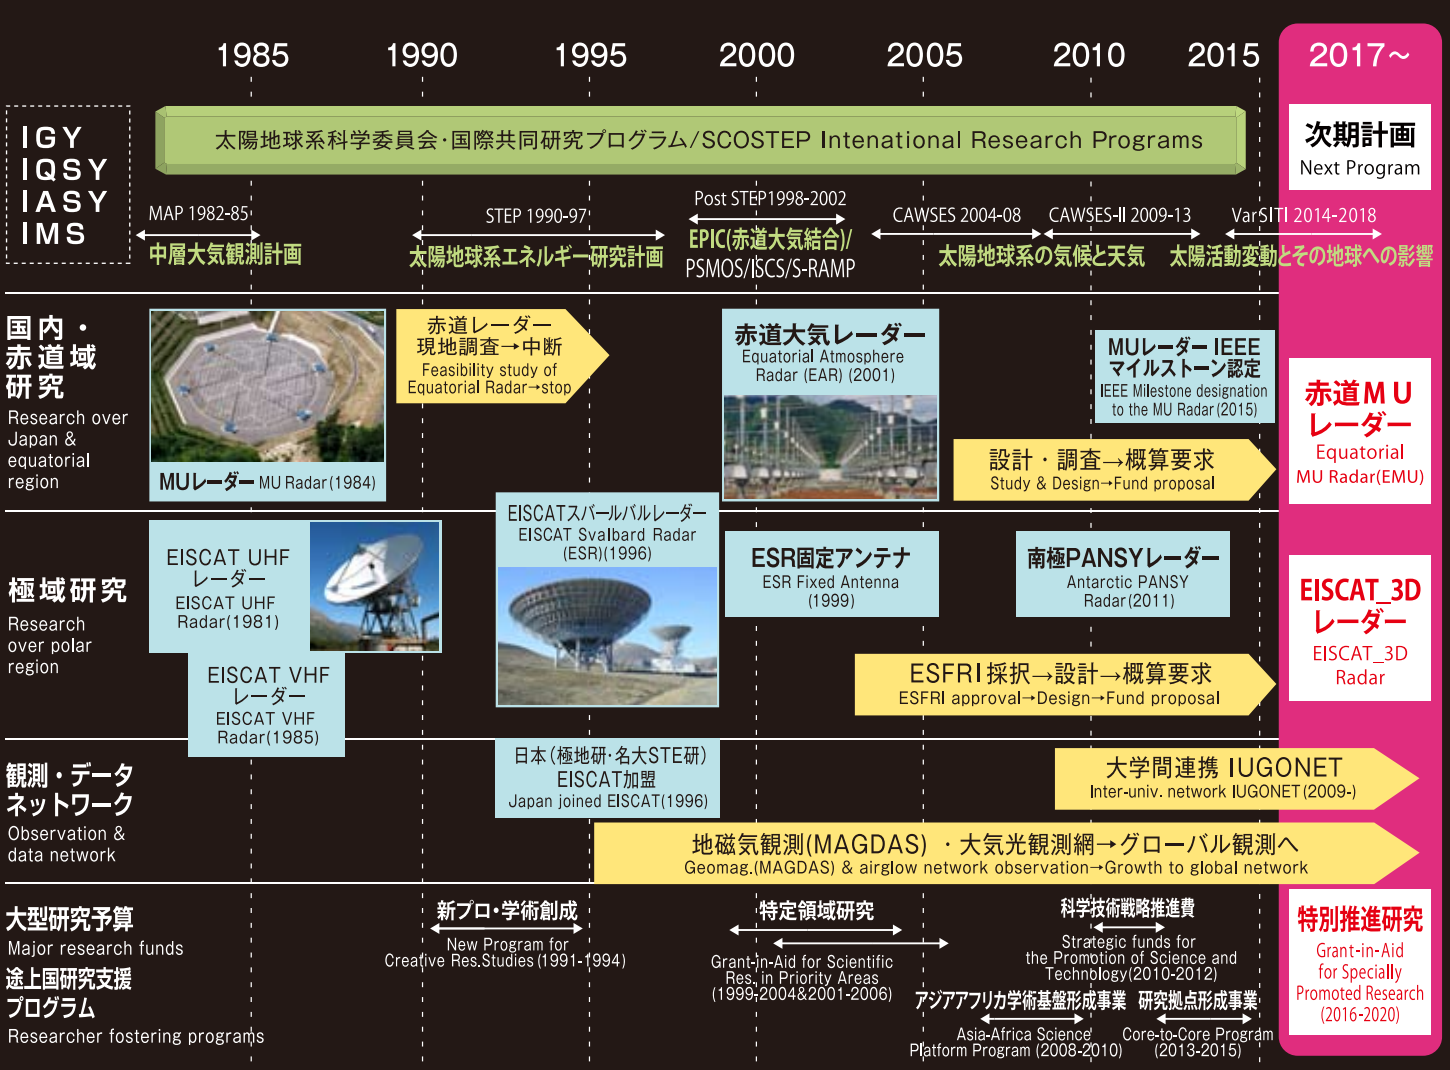 1985
1990
1995
2000
2005
2010
2015
2017～
IGY
IQSY
IASY
IMS
太陽地球系科学委員会・国際共同研究プログラム/SCOSTEP Intenational Research Programs
次期計画
Next Program
MAP 1982-85
中層大気観測計画
STEP 1990-97
太陽地球系エネルギー研究計画
Post STEP1998-2002
EPIC(赤道大気結合)/
PSMOS/ISCS/S-RAMP
CAWSES 2004-08
CAWSES-II 2009-13
太陽地球系の気候と天気
VarSITI 2014-2018
太陽活動変動とその地球への影響
国内・
赤道域
研究
Research over
Japan &
equatorial
region
MUレーダー MU Radar(1984)
赤道レーダー
現地調査→中断
Feasibility study of
Equatorial Radar→stop
赤道大気レーダー
Equatorial Atmosphere
Radar (EAR) (2001)
MUレーダー IEEE
マイルストーン認定
IEEE Milestone designation
to the MU Radar(2015)
設計・調査→概算要求
Study & Design→Fund proposal
赤道MU
レーダー
Equatorial
MU Radar(EMU)
極域研究
Research
over polar
region
EISCAT UHF
レーダー
EISCAT UHF
Radar(1981)
EISCAT VHF
レーダー
EISCAT VHF
Radar(1985)
EISCATスバールバルレーダー
EISCAT Svalbard Radar
(ESR)(1996)
ESR固定アンテナ
ESR Fixed Antenna
(1999)
南極PANSYレーダー
Antarctic PANSY
Radar(2011)
ESFRI採択→設計→概算要求
ESFRI approval→Design→Fund proposal
EISCAT_3D
レーダー
EISCAT_3D
Radar
観測・データ
ネットワーク
Observation &
data network
日本(極地研・名大STE研)
EISCAT加盟
Japan joined EISCAT(1996)
大学間連携 IUGONET
Inter-univ. network IUGONET(2009-)
地磁気観測(MAGDAS)・大気光観測網→グローバル観測へ
Geomag.(MAGDAS) & airglow network observation→Growth to global network
大型研究予算
Major research funds
途上国研究支援
プログラム
Researcher fostering programs
新プロ・学術創成
New Program for
Creative Res.Studies (1991-1994)
特定領域研究
Grant-in-Aid for Scientific
Res. in Priority Areas
(1999-2004&2001-2006)
科学技術戦略推進費
Strategic funds for
the Promotion of Science and
Technology(2010-2012)
アジアアフリカ学術基盤形成事業
Asia-Africa Science
Platform Program (2008-2010)
研究拠点形成事業
Core-to-Core Program
(2013-2015)
特別推進研究
Grant-in-Aid
for Specially
Promoted Research
(2016-2020)